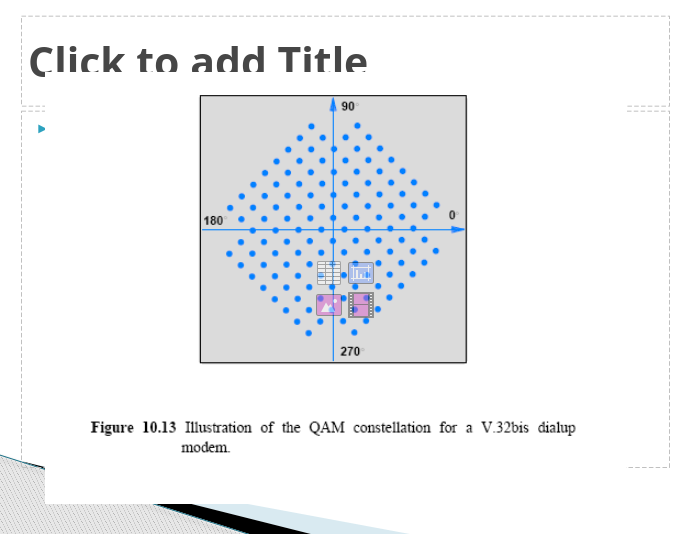 Click to add Title
90°
180°
0°
270°
Figure 10.13 Illustration of the QAM constellation for a V.32bis dialup
modem.